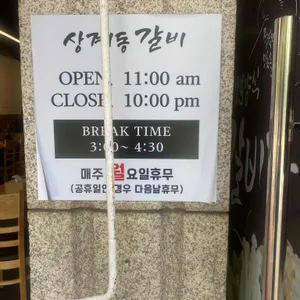 상계동 갈비
OPEN. 11:00 am
CLOSE. 10:00 pm
BREAK TIME
3:00~ 4:30
매주 월 요일휴무
(공휴일인 경우 다음날휴무)